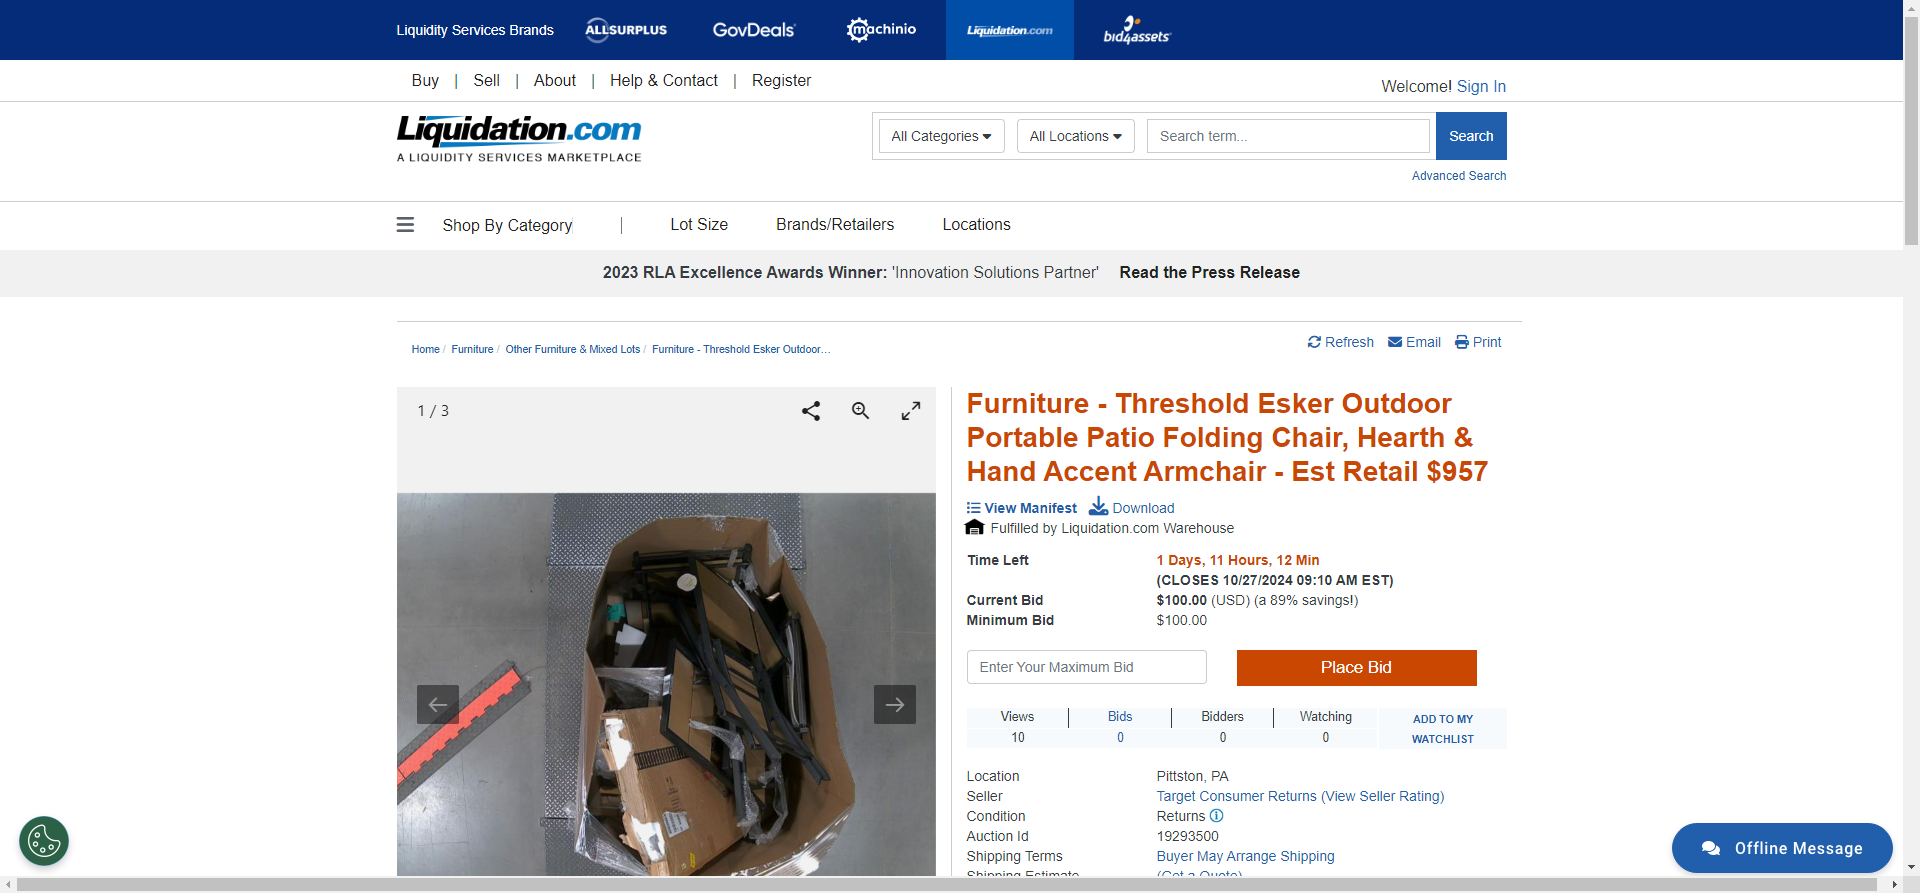 Liquidity Services Brands
ALLSURPLUS
GovDeals
machinio
Liquidation.com
bid4assets
Buy | Sell | About | Help & Contact | Register
Welcome! Sign In
Liquidation.com
A LIQUIDITY SERVICES MARKETPLACE
All Categories
All Locations
Search term...
Search
Advanced Search
Shop By Category | Lot Size Brands/Retailers Locations
2023 RLA Excellence Awards Winner: 'Innovation Solutions Partner' Read the Press Release
Home / Furniture / Other Furniture & Mixed Lots / Furniture - Threshold Esker Outdoor...
Refresh Email Print
1 / 3
Furniture - Threshold Esker Outdoor
Portable Patio Folding Chair, Hearth &
Hand Accent Armchair - Est Retail $957
View Manifest Download
Fulfilled by Liquidation.com Warehouse
Time Left 1 Days, 11 Hours, 12 Min
(CLOSES 10/27/2024 09:10 AM EST)
Current Bid $100.00 (USD) (a 89% savings!)
Minimum Bid $100.00
Enter Your Maximum Bid
Place Bid
Views Bids Bidders Watching
10 0 0 0
ADD TO MY
WATCHLIST
Location Pittston, PA
Seller Target Consumer Returns (View Seller Rating)
Condition Returns
Auction Id 19293500
Shipping Terms Buyer May Arrange Shipping
Shipping Estimate (Get a Quote)
Offline Message